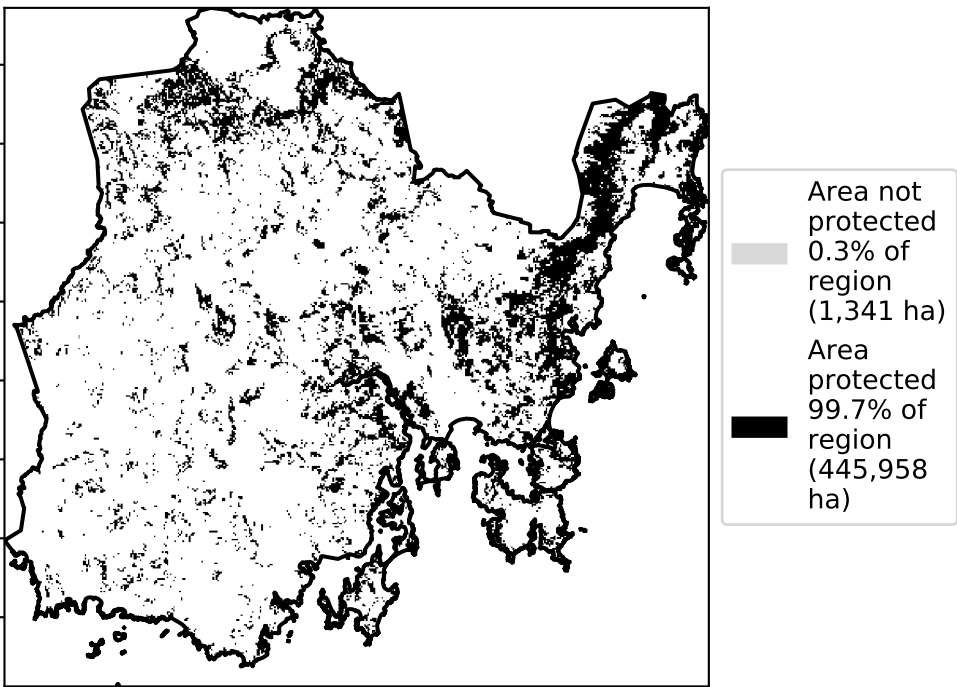 Area not
protected
0.3% of
region
(1,341 ha)
Area
protected
99.7% of
region
(445,958
ha)